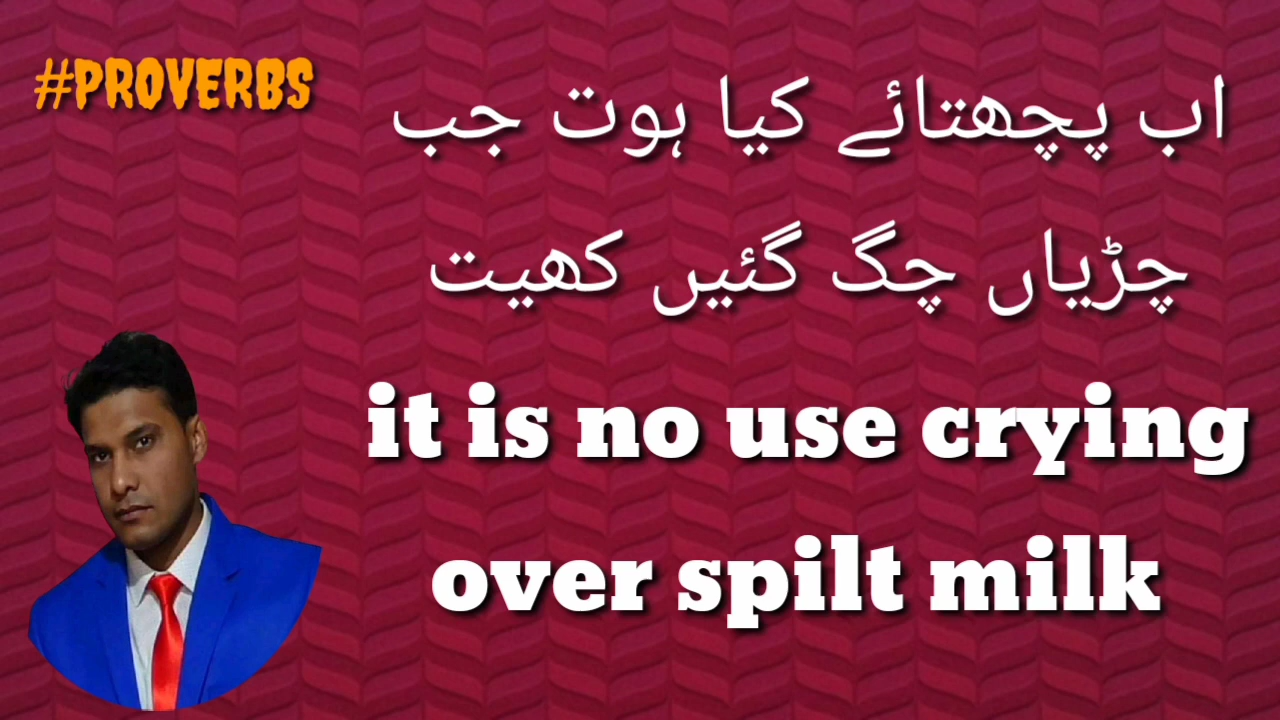 #PROVERBS
اب پچھتائے کیا ہوت جب
چڑیاں چگ گئیں کھیت
it is no use crying
over spilt milk